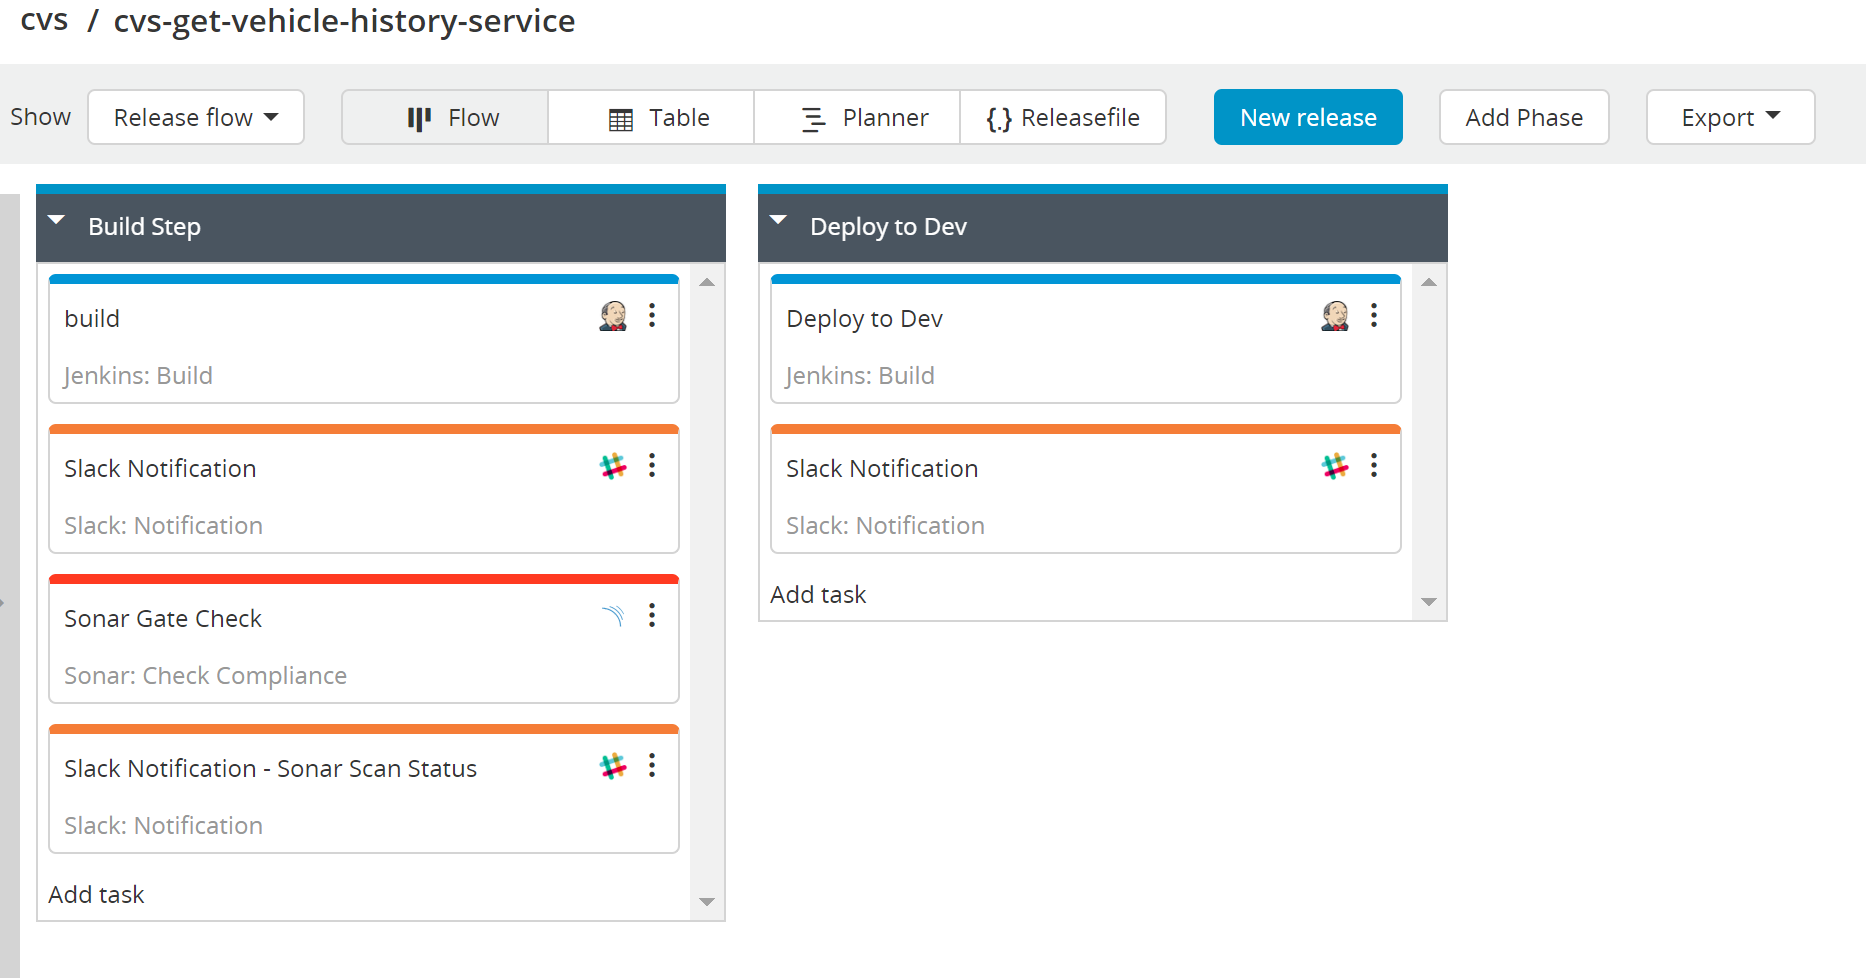 cvs / cvs-get-vehicle-history-service
Show Release flow Flow Table Planner {.} Releasefile New release Add Phase Export
Build Step
build
Jenkins: Build
Slack Notification
Slack: Notification
Sonar Gate Check
Sonar: Check Compliance
Slack Notification - Sonar Scan Status
Slack: Notification
Add task
Deploy to Dev
Deploy to Dev
Jenkins: Build
Slack Notification
Slack: Notification
Add task